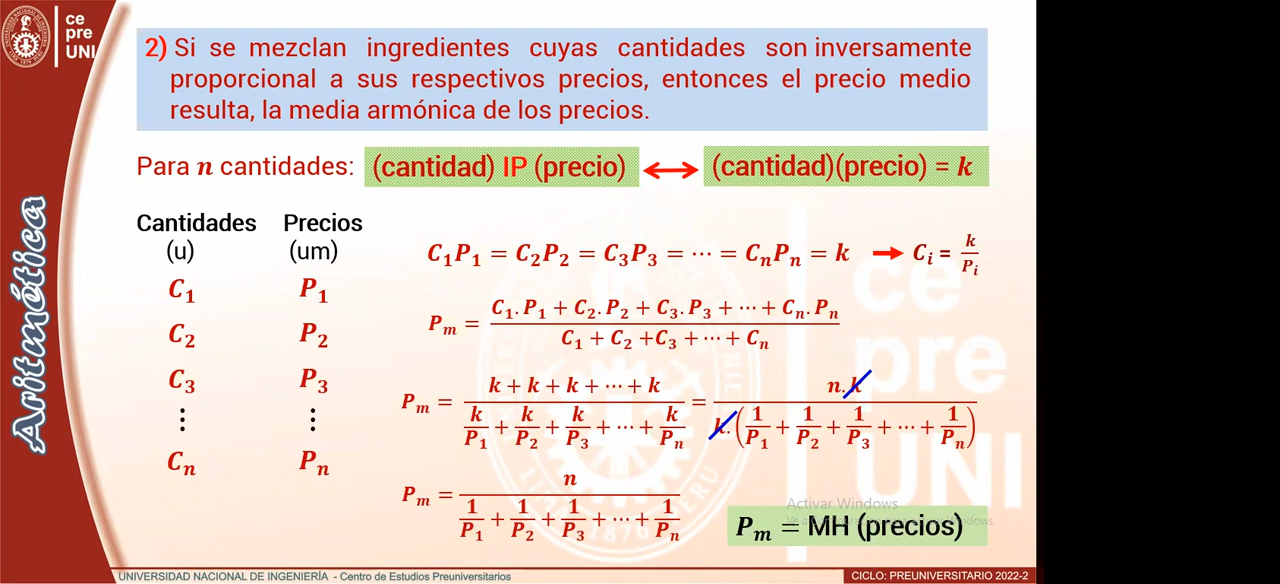 ce
pre
UNI
2) Si se mezclan ingredientes cuyas cantidades son inversamente
proporcional a sus respectivos precios, entonces el precio medio
resulta, la media armónica de los precios.
Para n cantidades: (cantidad) IP (precio) ⟷ (cantidad)(precio) = k
Aritmética
Cantidades Precios
(u) (um)
C₁ P₁
C₂ P₂
C₃ P₃
⋮ ⋮
Cₙ Pₙ
C₁P₁ = C₂P₂ = C₃P₃ = ⋯ = CₙPₙ = k → Cᵢ = k/Pᵢ
Pₘ = (C₁.P₁ + C₂.P₂ + C₃.P₃ + ⋯ + Cₙ.Pₙ)/(C₁ + C₂ +C₃ + ⋯ + Cₙ)
Pₘ = (k + k + k + ⋯ + k)/(k/P₁ + k/P₂ + k/P₃ + ⋯ + k/Pₙ) = n.k/(k.(1/P₁ + 1/P₂ + 1/P₃ + ⋯ + 1/Pₙ))
Pₘ = n/(1/P₁ + 1/P₂ + 1/P₃ + ⋯ + 1/Pₙ)
ce
pre
UNI
1876
Activar Windows
Pₘ = MH (precios)
UNIVERSIDAD NACIONAL DE INGENIERÍA - Centro de Estudios Preuniversitarios
CICLO: PREUNIVERSITARIO 2022-2